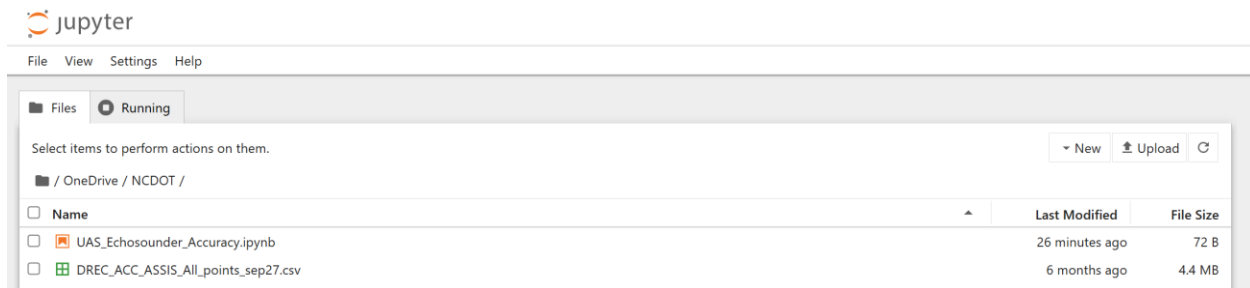 jupyter
File View Settings Help
Files Running
Select items to perform actions on them.
New Upload
/ OneDrive / NCDOT /
Name Last Modified File Size
UAS_Echosounder_Accuracy.ipynb 26 minutes ago 72 B
DREC_ACC_ASSIS_All_points_sep27.csv 6 months ago 4.4 MB